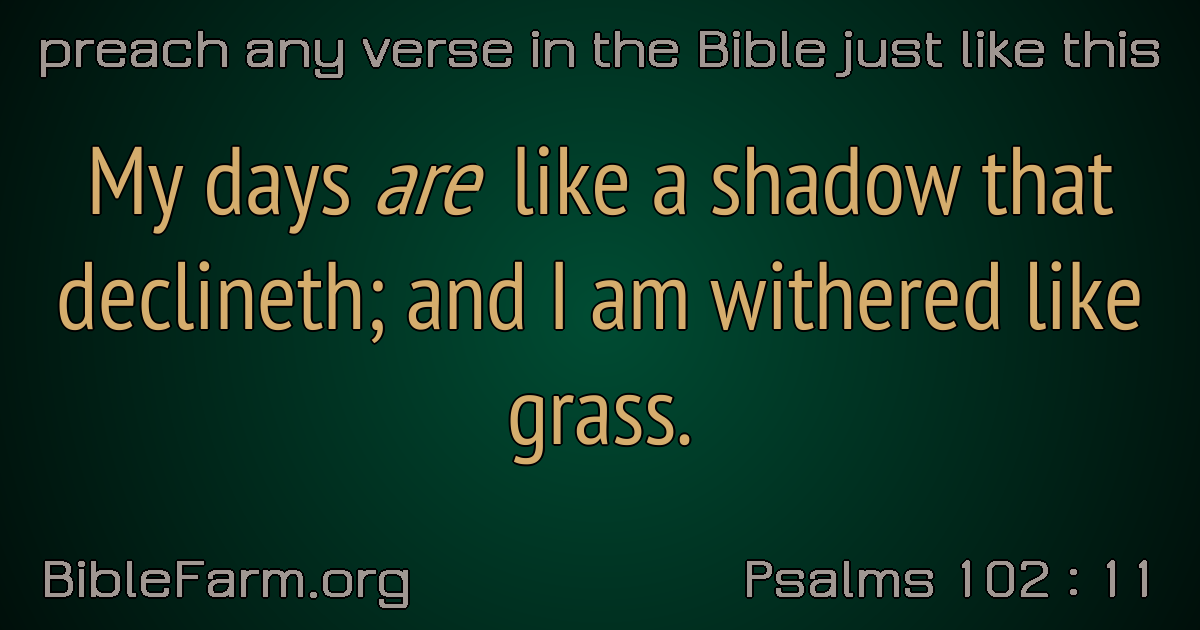 preach any verse in the Bible just like this
My days are like a shadow that
declineth; and I am withered like
grass.
BibleFarm.org
Psalms 102 : 11